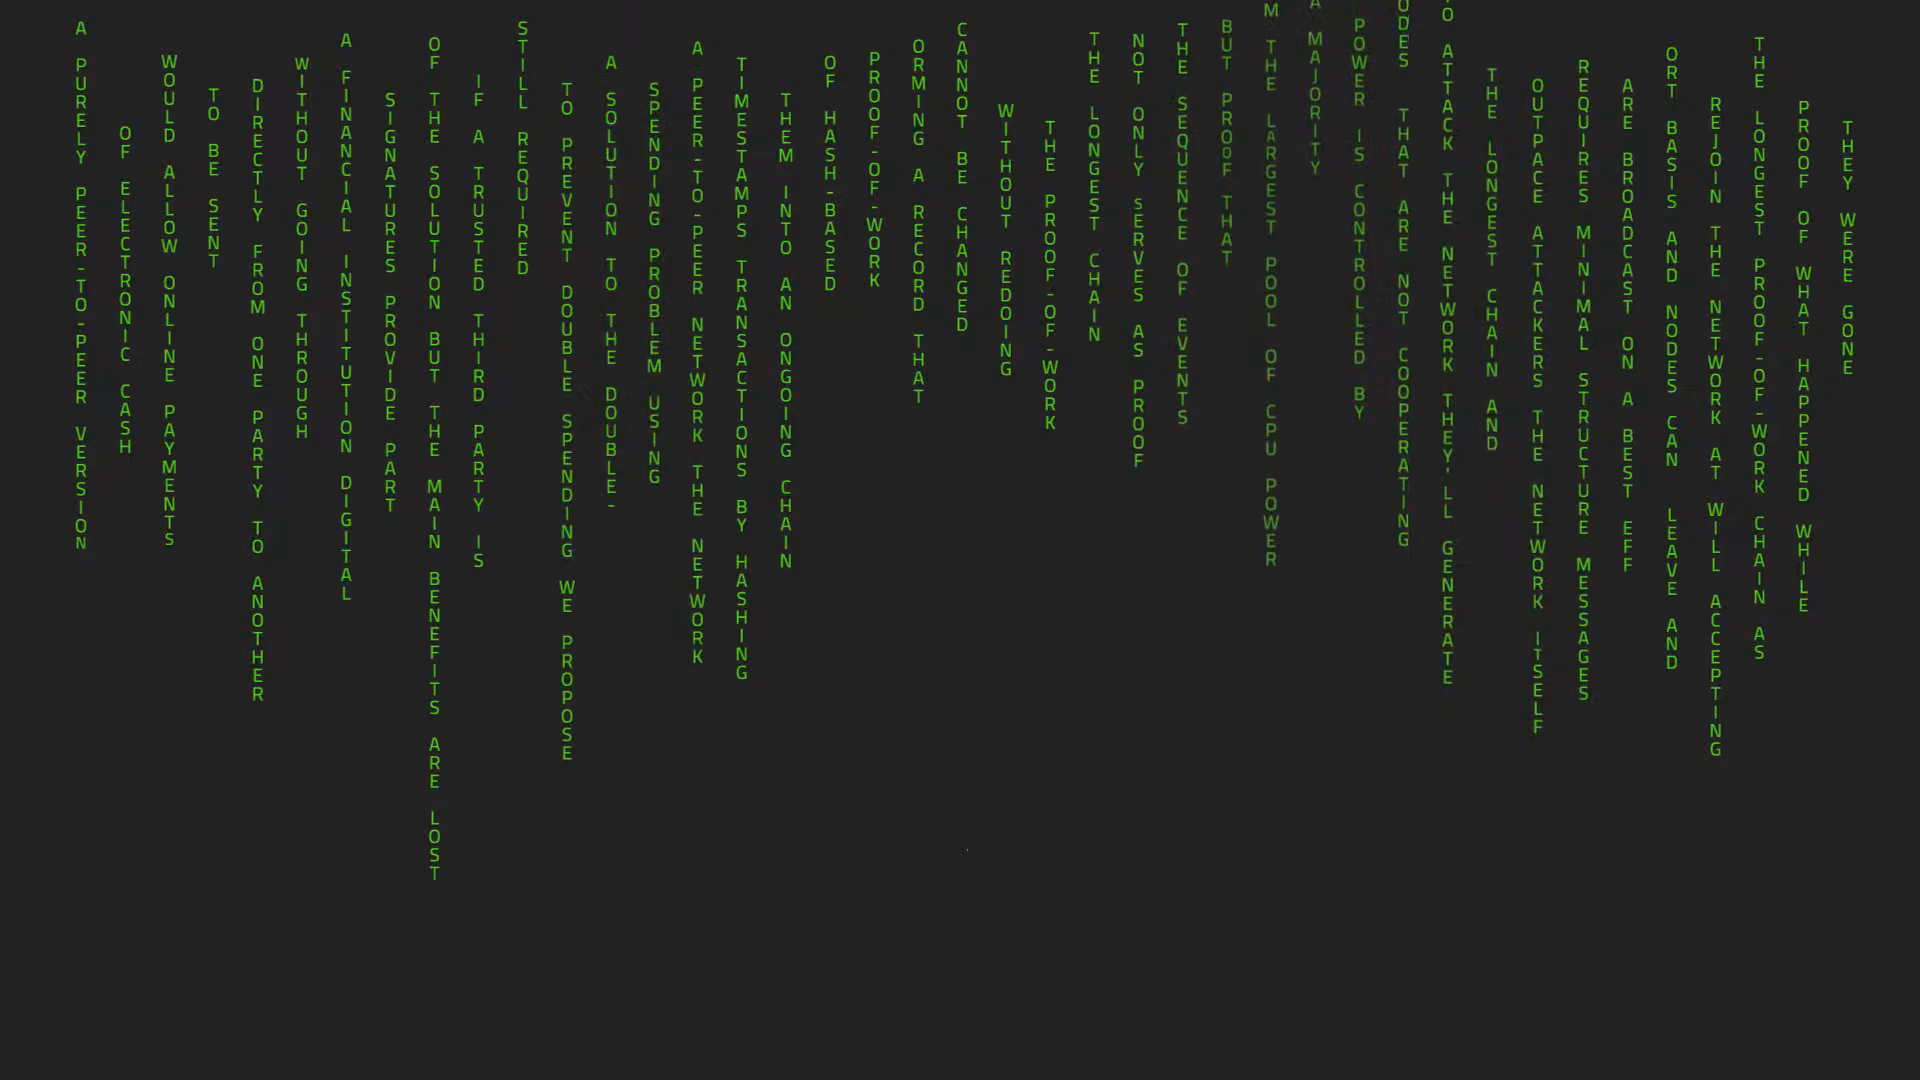 A PURELY PEER-TO-PEER VERSION
OF ELECTRONIC CASH
WOULD ALLOW ONLINE PAYMENTS
TO BE SENT
DIRECTLY FROM ONE PARTY TO ANOTHER
WITHOUT GOING THROUGH
A FINANCIAL INSTITUTION DIGITAL
SIGNATURES PROVIDE PART
OF THE SOLUTION BUT THE MAIN BENEFITS ARE LOST
IF A TRUSTED THIRD PARTY IS
STILL REQUIRED
TO PREVENT DOUBLE SPENDING WE PROPOSE
A SOLUTION TO THE DOUBLE-
SPENDING PROBLEM USING
A PEER-TO-PEER NETWORK THE NETWORK
TIMESTAMPS TRANSACTIONS BY HASHING
THEM INTO AN ONGOING CHAIN
OF HASH-BASED
PROOF-OF-WORK
ORMING A RECORD THAT
CANNOT BE CHANGED
WITHOUT REDOING
THE PROOF-OF-WORK
THE LONGEST CHAIN
NOT ONLY SERVES AS PROOF
THE SEQUENCE OF EVENTS
BUT PROOF THAT
M THE LARGEST POOL OF CPU POWER
A MAJORITY
POWER IS CONTROLLED BY
ODES THAT ARE NOT COOPERATING
TO ATTACK THE NETWORK THEY'LL GENERATE
THE LONGEST CHAIN AND
OUTPACE ATTACKERS THE NETWORK ITSELF
REQUIRES MINIMAL STRUCTURE MESSAGES
ARE BROADCAST ON A BEST EFF
ORT BASIS AND NODES CAN LEAVE AND
REJOIN THE NETWORK AT WILL ACCEPTING
THE LONGEST PROOF-OF-WORK CHAIN AS
PROOF OF WHAT HAPPENED WHILE
THEY WERE GONE